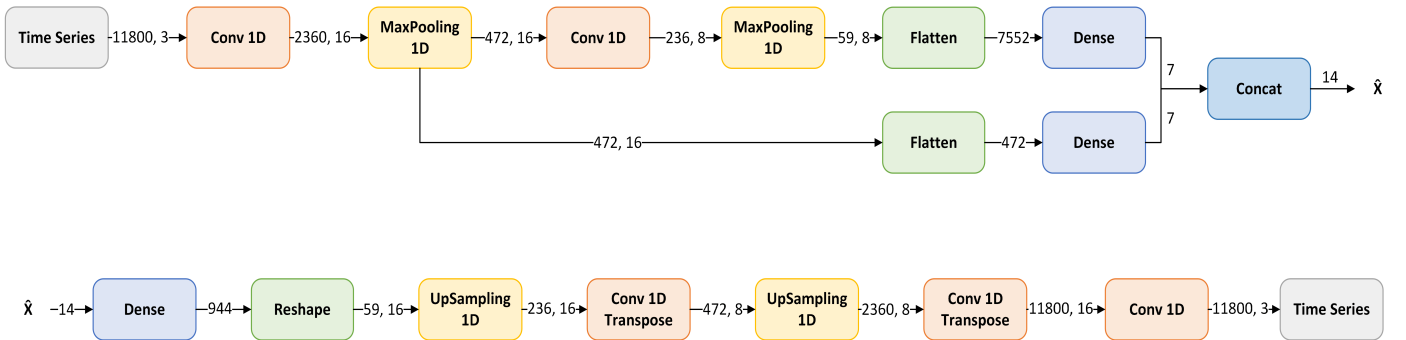 Time Series 11800, 3 Conv 1D 2360, 16 MaxPooling 1D 472, 16 Conv 1D 236, 8 MaxPooling 1D 59, 8 Flatten 7552 Dense
7
Concat 14 X̂
7
472, 16 Flatten 472 Dense
X̂ 14 Dense 944 Reshape 59, 16 UpSampling 1D 236, 16 Conv 1D Transpose 472, 8 UpSampling 1D 2360, 8 Conv 1D Transpose 11800, 16 Conv 1D 11800, 3 Time Series